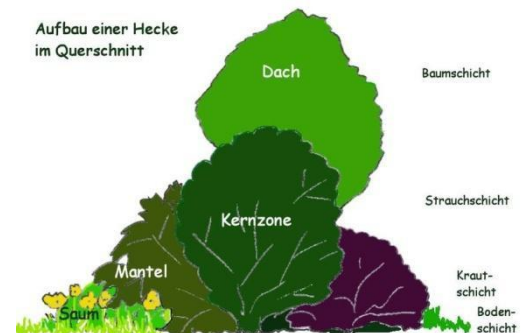 Aufbau einer Hecke
im Querschnitt
Dach
Baumschicht
Kernzone
Strauchschicht
Mantel
Saum
Kraut-
schicht
Boden-
schicht